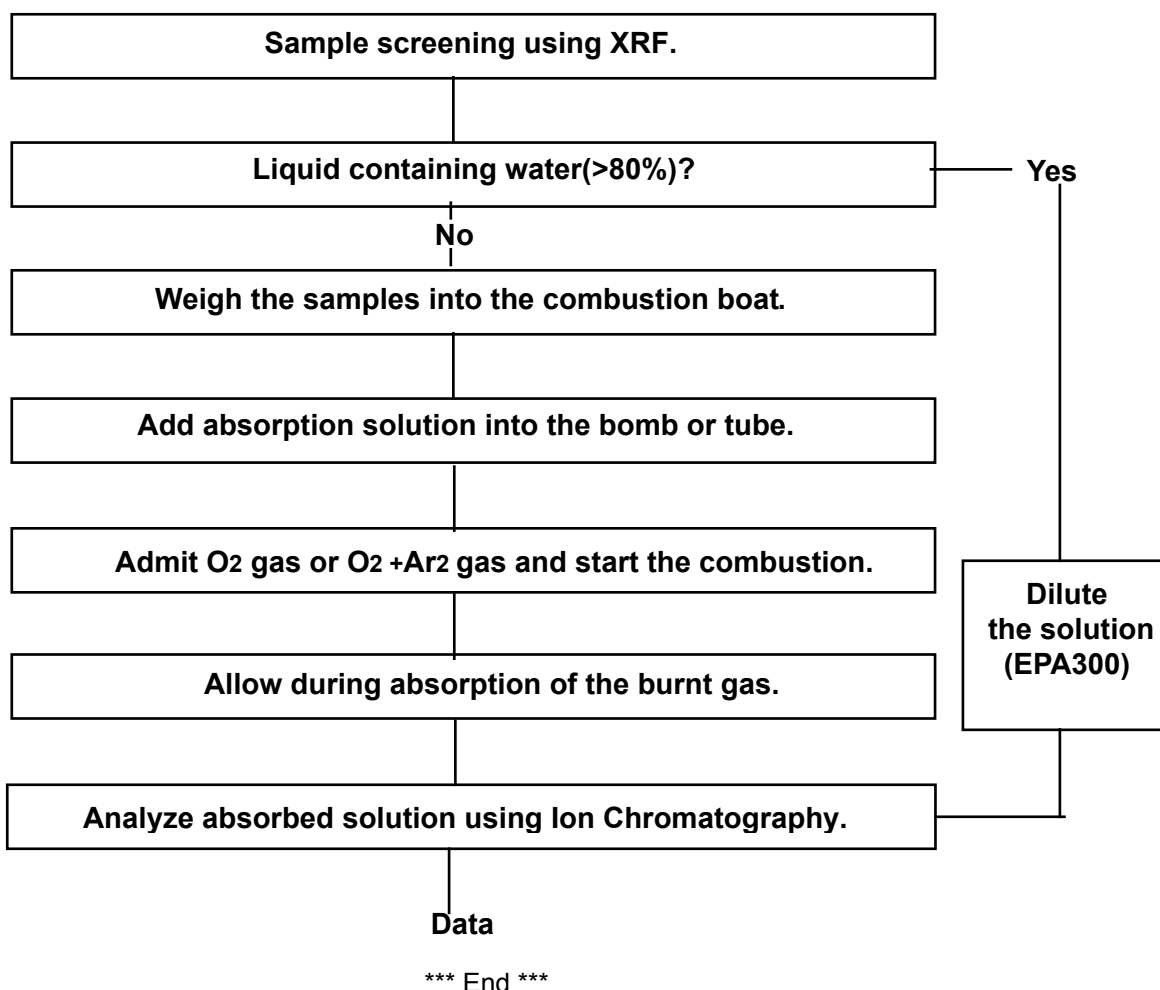 Sample screening using XRF.
Liquid containing water(>80%)?
Yes
No
Weigh the samples into the combustion boat.
Add absorption solution into the bomb or tube.
Admit O2 gas or O2 +Ar2 gas and start the combustion.
Dilute
the solution
(EPA300)
Allow during absorption of the burnt gas.
Analyze absorbed solution using Ion Chromatography.
Data
*** End ***